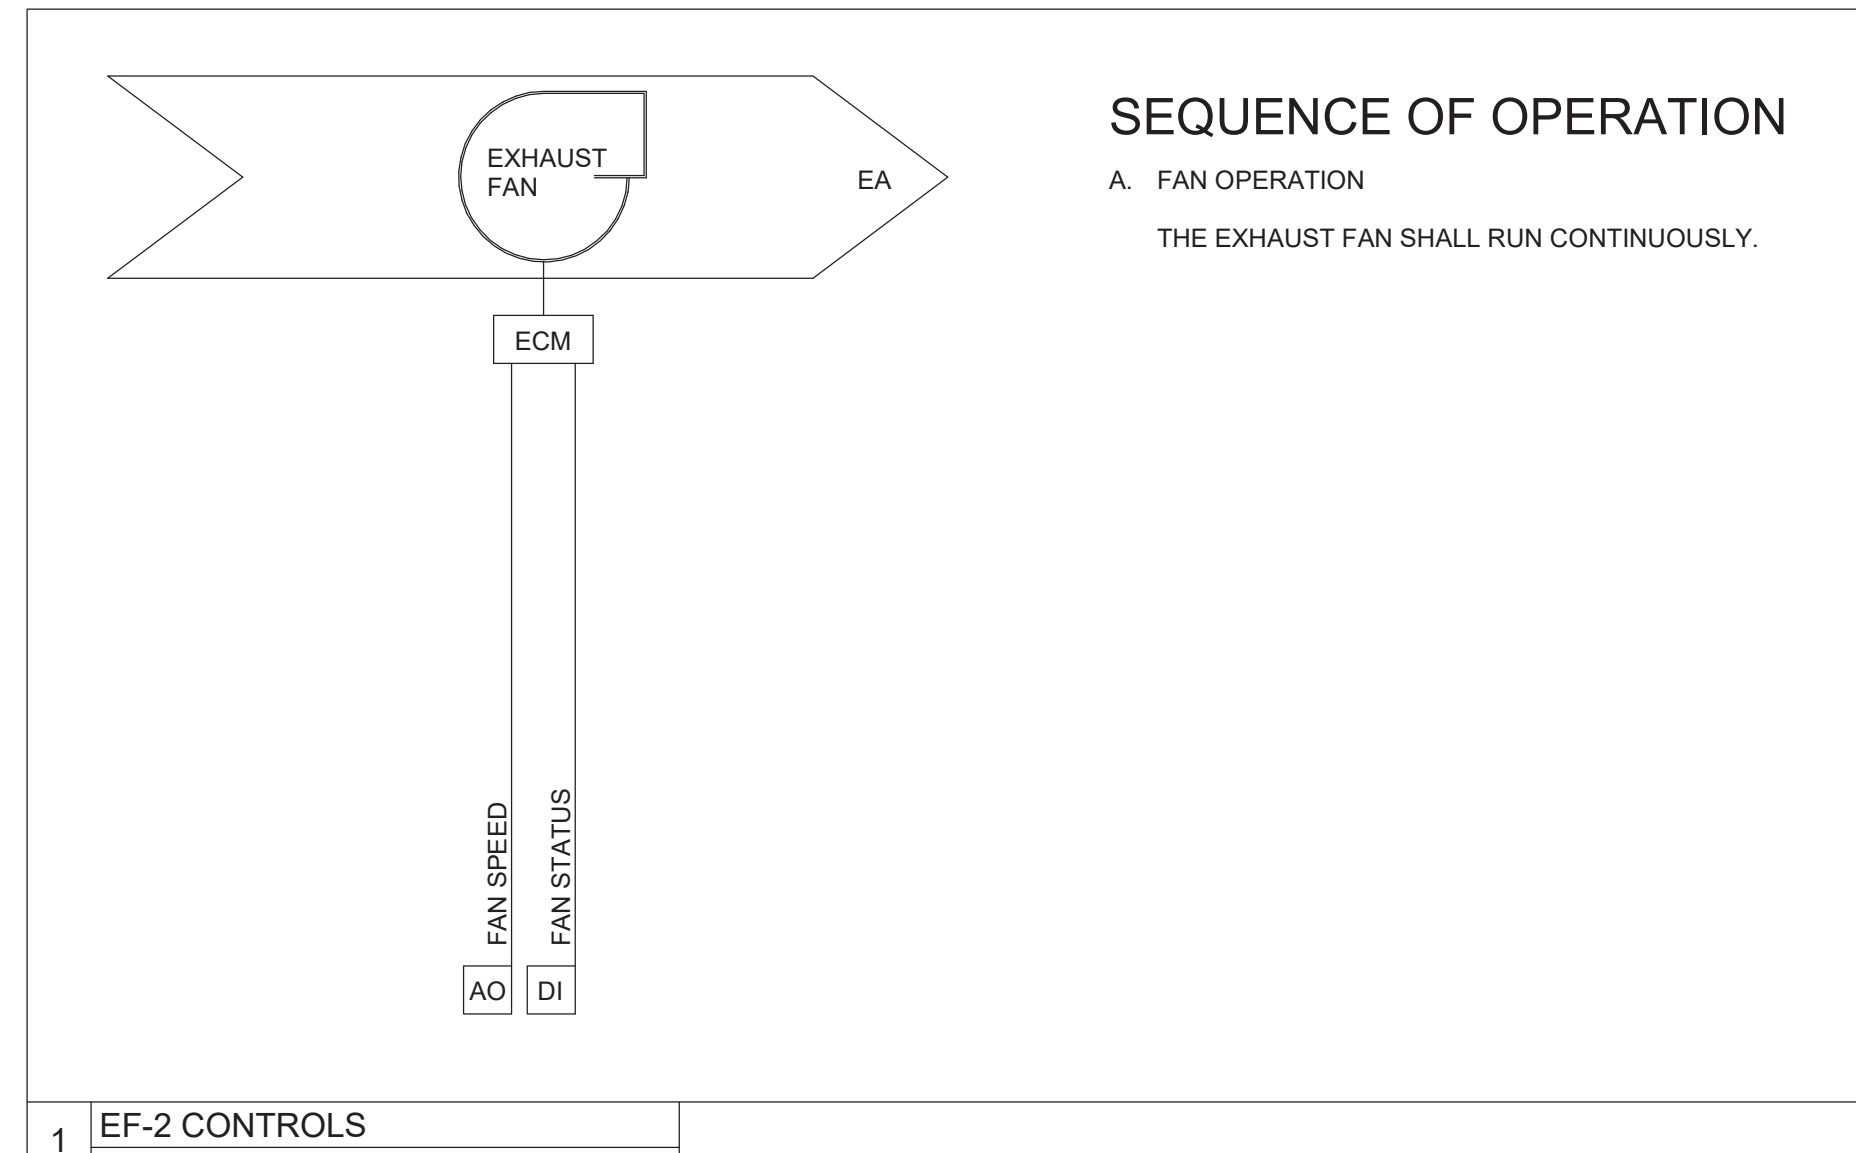 EXHAUST
FAN
EA
ECM
FAN SPEED
FAN STATUS
AO
DI
SEQUENCE OF OPERATION
A. FAN OPERATION
THE EXHAUST FAN SHALL RUN CONTINUOUSLY.
1
EF-2 CONTROLS